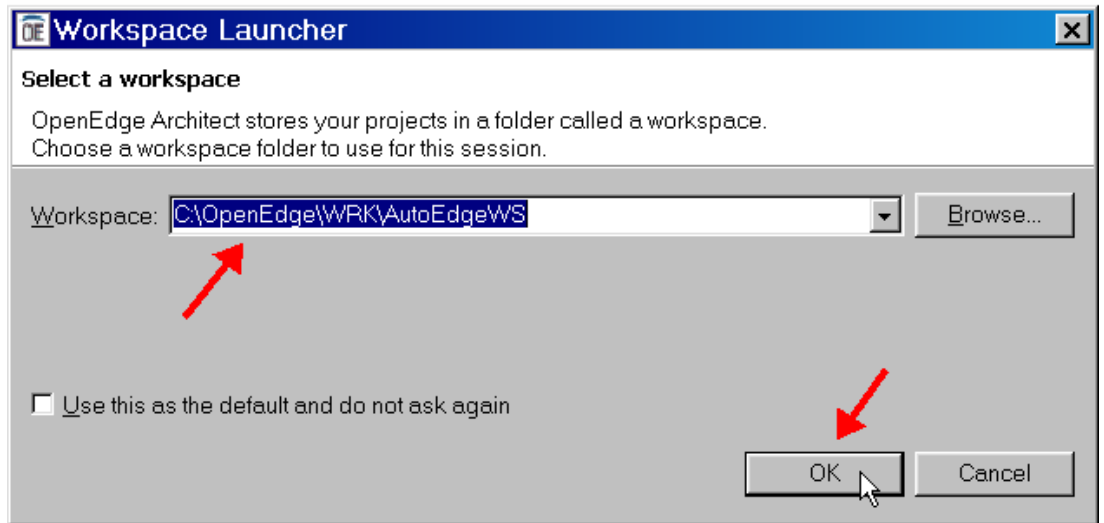 OE Workspace Launcher
Select a workspace
OpenEdge Architect stores your projects in a folder called a workspace.
Choose a workspace folder to use for this session.
Workspace: C:\OpenEdge\WRK\AutoEdgeWS Browse...
Use this as the default and do not ask again
OK Cancel